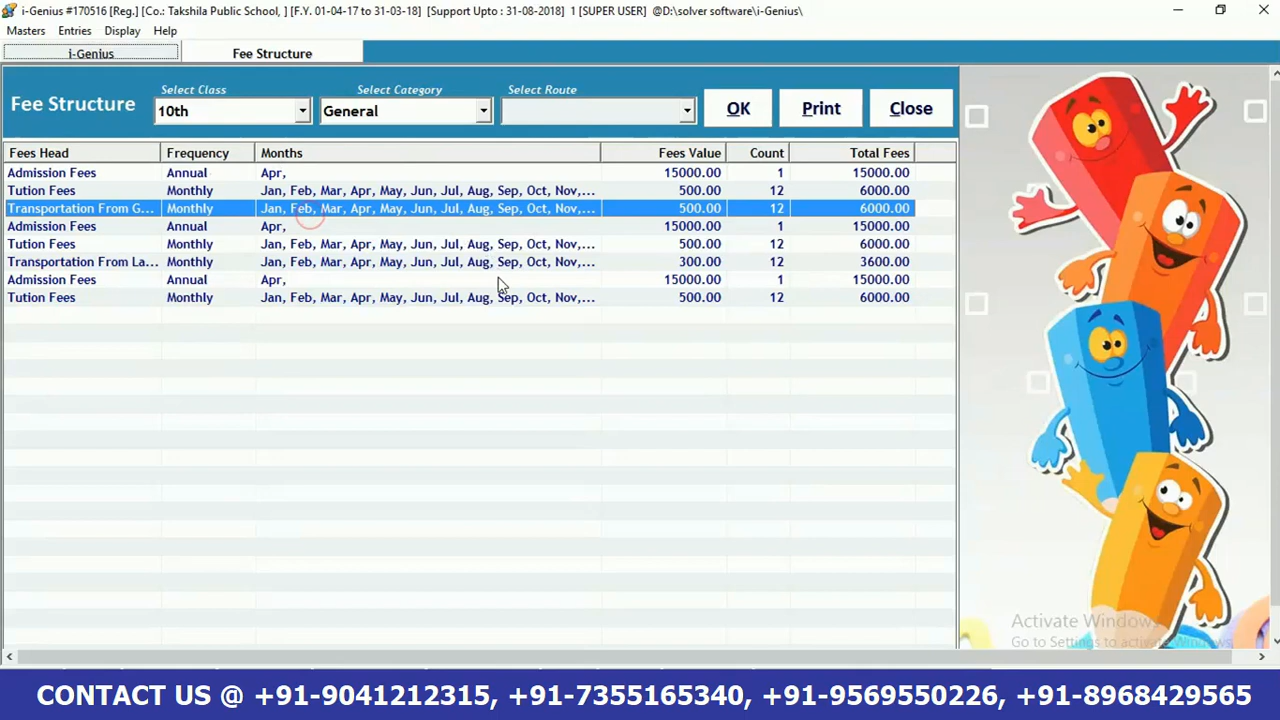 i-Genius #170516 [Reg.] [Co.: Takshila Public School, ] [F.Y. 01-04-17 to 31-03-18] [Support Upto : 31-08-2018] 1 [SUPER USER] @D:\solver software\i-Genius\
Masters Entries Display Help
i-Genius Fee Structure
Select Class Select Category Select Route
Fee Structure 10th General OK Print Close
Fees Head Frequency Months Fees Value Count Total Fees
Admission Fees Annual Apr, 15000.00 1 15000.00
Tution Fees Monthly Jan, Feb, Mar, Apr, May, Jun, Jul, Aug, Sep, Oct, Nov,... 500.00 12 6000.00
Transportation From G... Monthly Jan, Feb, Mar, Apr, May, Jun, Jul, Aug, Sep, Oct, Nov,... 500.00 12 6000.00
Admission Fees Annual Apr, 15000.00 1 15000.00
Tution Fees Monthly Jan, Feb, Mar, Apr, May, Jun, Jul, Aug, Sep, Oct, Nov,... 500.00 12 6000.00
Transportation From La... Monthly Jan, Feb, Mar, Apr, May, Jun, Jul, Aug, Sep, Oct, Nov,... 300.00 12 3600.00
Admission Fees Annual Apr, 15000.00 1 15000.00
Tution Fees Monthly Jan, Feb, Mar, Apr, May, Jun, Jul, Aug, Sep, Oct, Nov,... 500.00 12 6000.00
Activate Windows
Go to Settings to activate Windows.
CONTACT US @ +91-9041212315, +91-7355165340, +91-9569550226, +91-8968429565